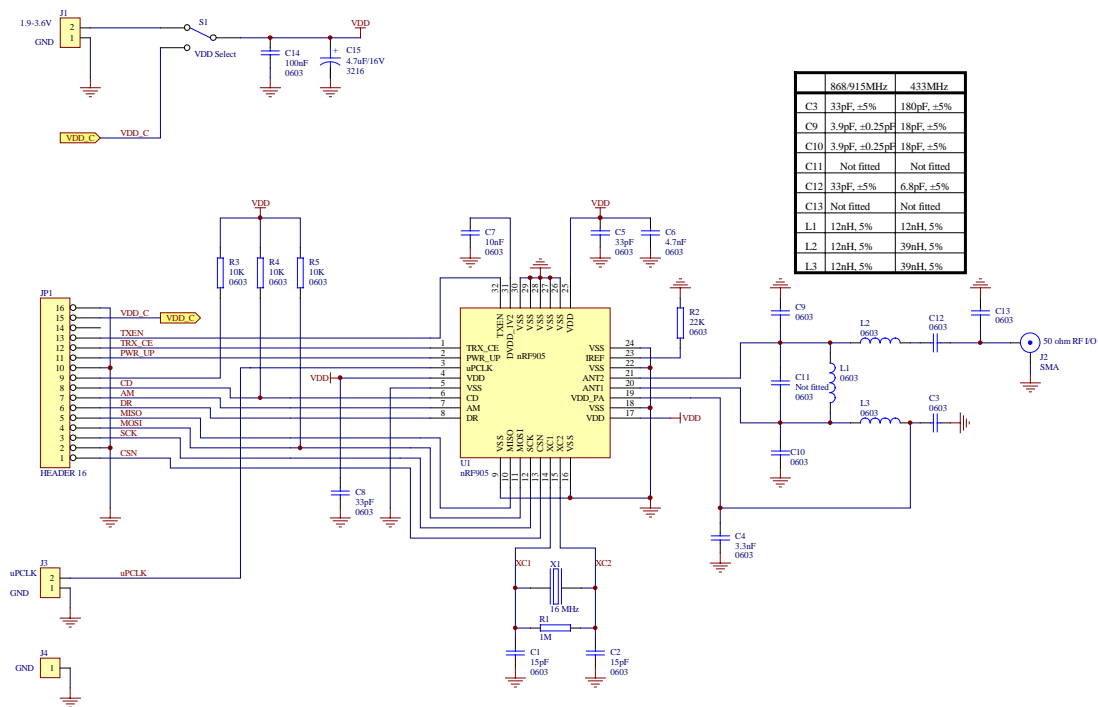 J1
1.9-3.6V
2
GND
1
S1
VDD Select
VDD
C14
100nF
0603
+
C15
4.7uF/16V
3216
VDD_C
VDD_C
868/915MHz 433MHz
C3 33pF, ±5% 180pF, ±5%
C9 3.9pF, ±0.25pF 18pF, ±5%
C10 3.9pF, ±0.25pF 18pF, ±5%
C11 Not fitted Not fitted
C12 33pF, ±5% 6.8pF, ±5%
C13 Not fitted Not fitted
L1 12nH, 5% 12nH, 5%
L2 12nH, 5% 39nH, 5%
L3 12nH, 5% 39nH, 5%
VDD
R3
10K
0603
R4
10K
0603
R5
10K
0603
C7
10nF
0603
VDD
C5
33pF
0603
C6
4.7nF
0603
JP1
16
15
14
13
12
11
10
9
8
7
6
5
4
3
2
1
HEADER 16
VDD_C
VDD_C
TXEN
TRX_CE
PWR_UP
CD
AM
DR
MISO
MOSI
SCK
CSN
32
31
30
29
28
27
26
25
TXEN
DVDD_1V2
VSS
VSS
VSS
VSS
VSS
VDD
nRF905
1 TRX_CE
2 PWR_UP
3 uPCLK
4 VDD
5 VSS
6 CD
7 AM
8 DR
VSS 24
IREF 23
VSS 22
ANT2 21
ANT1 20
VDD_PA 19
VSS 18
VDD 17
VSS
MISO
MOSI
SCK
CSN
XC1
XC2
VSS
9
10
11
12
13
14
15
16
U1
nRF905
VDD
VDD
R2
22K
0603
C8
33pF
0603
C9
0603
C11
Not fitted
0603
C10
0603
L1
0603
L2
0603
L3
0603
C12
0603
C3
0603
C13
0603
50 ohm RF I/O
J2
SMA
C4
3.3nF
0603
J3
uPCLK
2
GND
1
uPCLK
XC1
X1
XC2
16 MHz
R1
1M
C1
15pF
0603
C2
15pF
0603
J4
GND
1